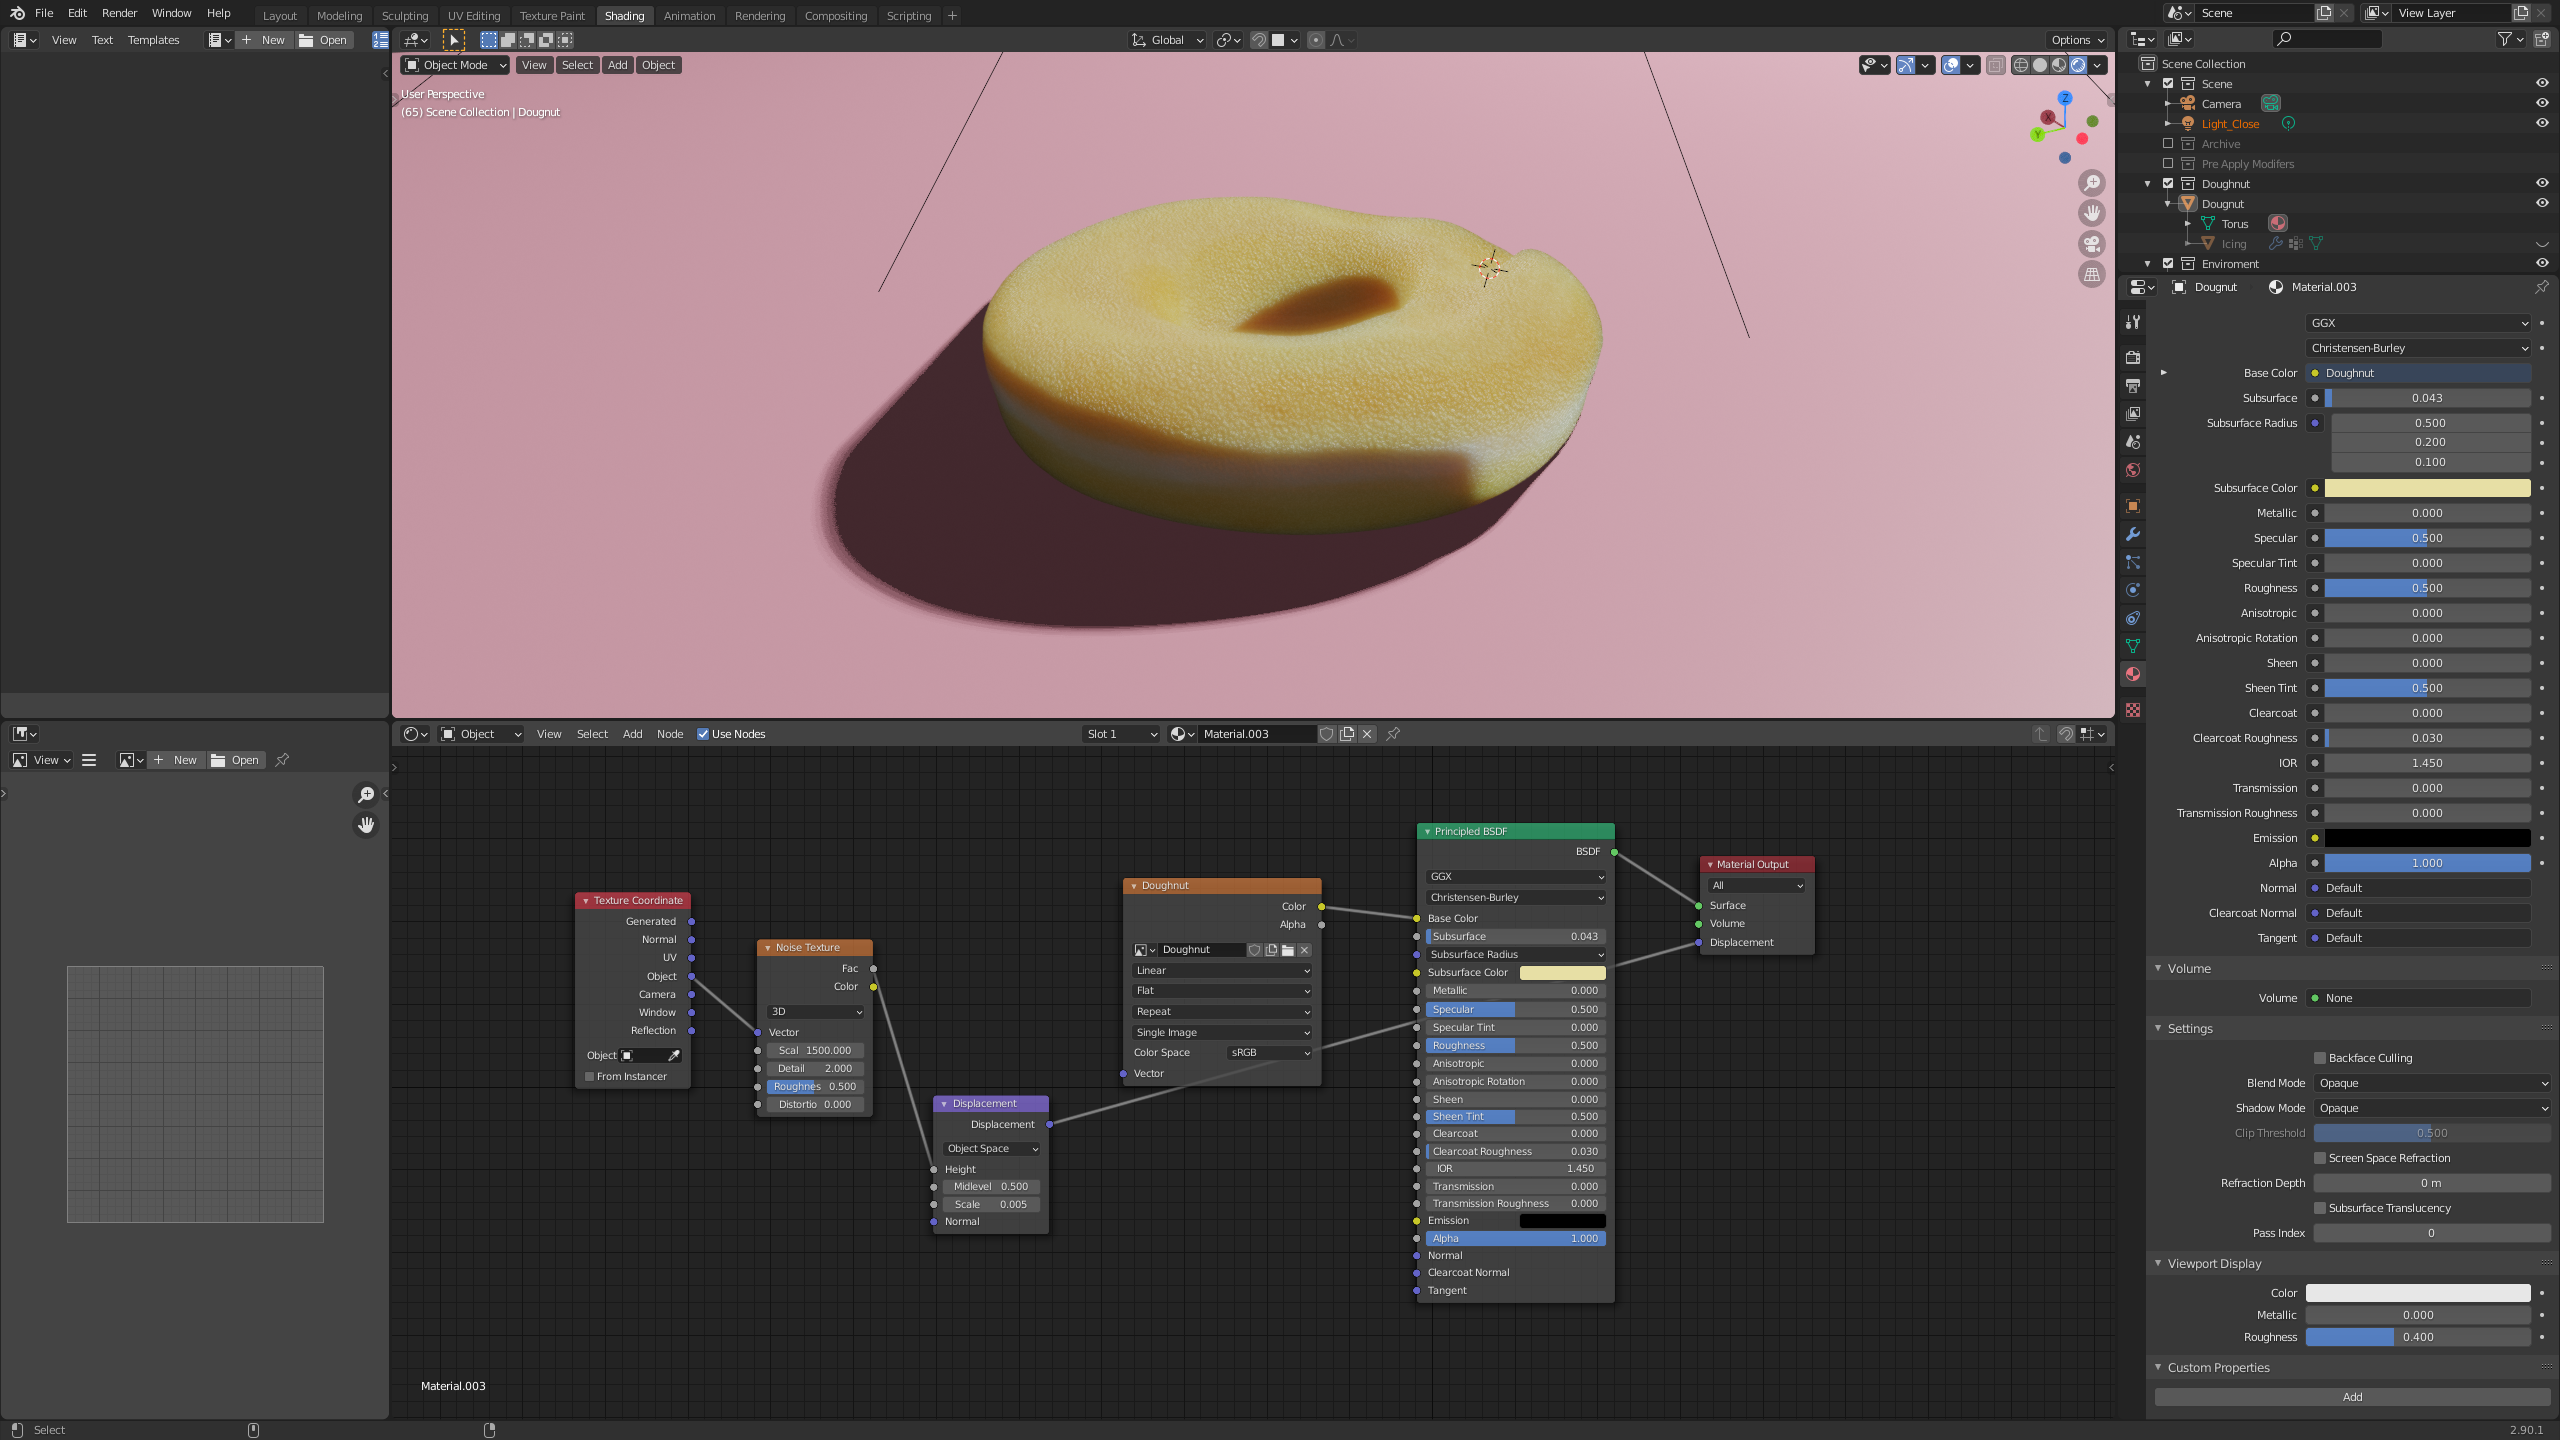 File Edit Render Window Help Layout Modeling Sculpting UV Editing Texture Paint Shading Animation Rendering Compositing Scripting + Scene View Layer
View Text Templates + New Open Global Options
Object Mode View Select Add Object
User Perspective
(65) Scene Collection | Dougnut
Z
X
Y
Scene Collection
Scene
Camera
Light_Close
Archive
Pre Apply Modifers
Doughnut
Dougnut
Torus
Icing
Enviroment
Dougnut Material.003
GGX
Christensen-Burley
Base Color Doughnut
Subsurface 0.043
Subsurface Radius 0.500
0.200
0.100
Subsurface Color
Metallic 0.000
Specular 0.500
Specular Tint 0.000
Roughness 0.500
Anisotropic 0.000
Anisotropic Rotation 0.000
Sheen 0.000
Sheen Tint 0.500
Clearcoat 0.000
Clearcoat Roughness 0.030
IOR 1.450
Transmission 0.000
Transmission Roughness 0.000
Emission
Alpha 1.000
Normal Default
Clearcoat Normal Default
Tangent Default
Volume
Volume None
Settings
Backface Culling
Blend Mode Opaque
Shadow Mode Opaque
Clip Threshold 0.500
Screen Space Refraction
Refraction Depth 0 m
Subsurface Translucency
Pass Index 0
Viewport Display
Color
Metallic 0.000
Roughness 0.400
Custom Properties
Add
View + New Open
Object View Select Add Node Use Nodes Slot 1 Material.003
Texture Coordinate
Generated
Normal
UV
Object
Camera
Window
Reflection
Object
From Instancer
Noise Texture
Fac
Color
3D
Vector
Scal 1500.000
Detail 2.000
Roughnes 0.500
Distortio 0.000
Displacement
Displacement
Object Space
Height
Midlevel 0.500
Scale 0.005
Normal
Doughnut
Color
Alpha
Doughnut
Linear
Flat
Repeat
Single Image
Color Space sRGB
Vector
Principled BSDF
BSDF
GGX
Christensen-Burley
Base Color
Subsurface 0.043
Subsurface Radius
Subsurface Color
Metallic 0.000
Specular 0.500
Specular Tint 0.000
Roughness 0.500
Anisotropic 0.000
Anisotropic Rotation 0.000
Sheen 0.000
Sheen Tint 0.500
Clearcoat 0.000
Clearcoat Roughness 0.030
IOR 1.450
Transmission 0.000
Transmission Roughness 0.000
Emission
Alpha 1.000
Normal
Clearcoat Normal
Tangent
Material Output
All
Surface
Volume
Displacement
Material.003
Select 2.90.1